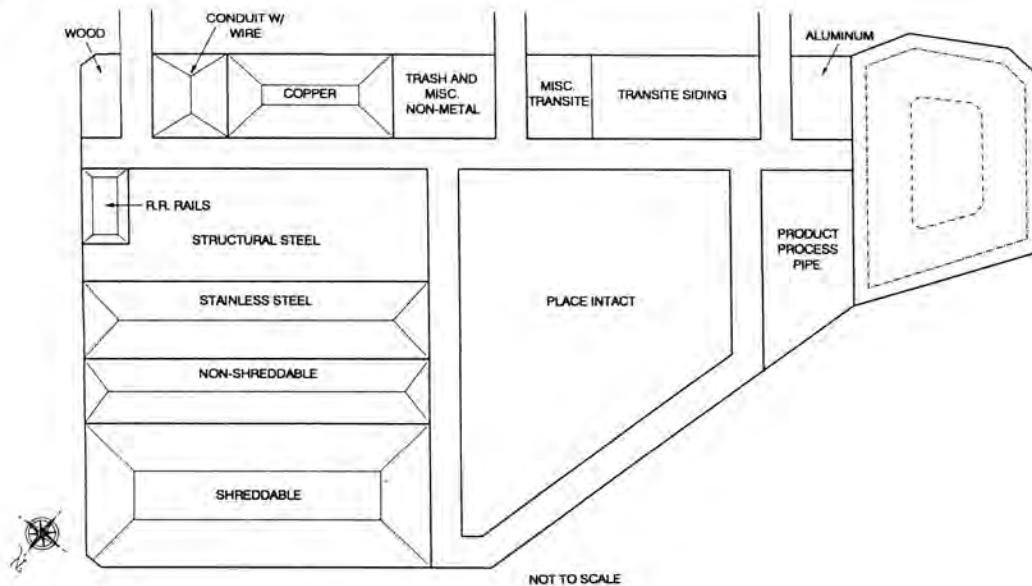 WOOD
CONDUIT W/
WIRE
COPPER
TRASH AND
MISC.
NON-METAL
MISC.
TRANSITE
TRANSITE SIDING
ALUMINUM
R.R. RAILS
STRUCTURAL STEEL
STAINLESS STEEL
NON-SHREDDABLE
SHREDDABLE
PLACE INTACT
PRODUCT
PROCESS
PIPE
N
NOT TO SCALE